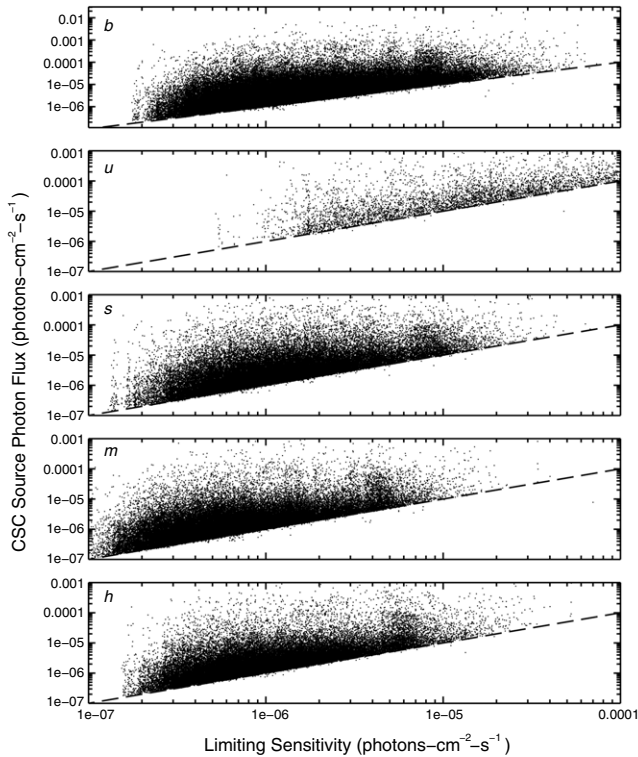 CSC Source Photon Flux (photons–cm⁻²–s⁻¹)
b
0.01
0.001
0.0001
1e–05
1e–06
u
0.001
0.0001
1e–05
1e–06
1e–07
s
0.001
0.0001
1e–05
1e–06
1e–07
m
0.001
0.0001
1e–05
1e–06
1e–07
h
0.001
0.0001
1e–05
1e–06
1e–07
1e–07 1e–06 1e–05 0.0001
Limiting Sensitivity (photons–cm⁻²–s⁻¹)